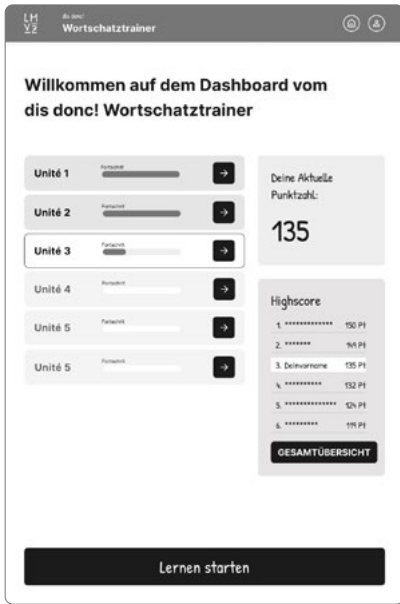 LM
VZ
dis donc!
Wortschatztrainer
Willkommen auf dem Dashboard vom
dis donc! Wortschatztrainer
Unité 1
Fortschritt
Unité 2
Fortschritt
Unité 3
Fortschritt
Unité 4
Fortschritt
Unité 5
Fortschritt
Unité 5
Fortschritt
Deine Aktuelle
Punktzahl:
135
Highscore
1. ************* 150 Pt
2. ******* 149 Pt
3. Deinvorname 135 Pt
4. ********* 132 Pt
5. ************** 124 Pt
6. ********* 119 Pt
GESAMTÜBERSICHT
Lernen starten